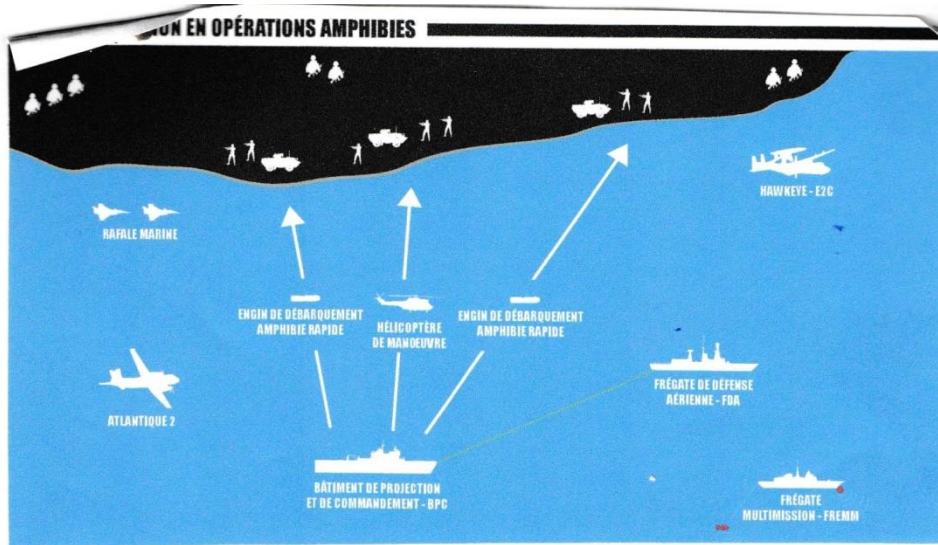 EN OPÉRATIONS AMPHIBIES
HAWKEYE - E2C
RAFALE MARINE
ENGIN DE DÉBARQUEMENT
AMPHIBIE RAPIDE
HÉLICOPTÈRE
DE MANOEUVRE
ENGIN DE DÉBARQUEMENT
AMPHIBIE RAPIDE
FRÉGATE DE DÉFENSE
AÉRIENNE - FDA
ATLANTIQUE 2
BÂTIMENT DE PROJECTION
ET DE COMMANDEMENT - BPC
FRÉGATE
MULTIMISSION - FREMM